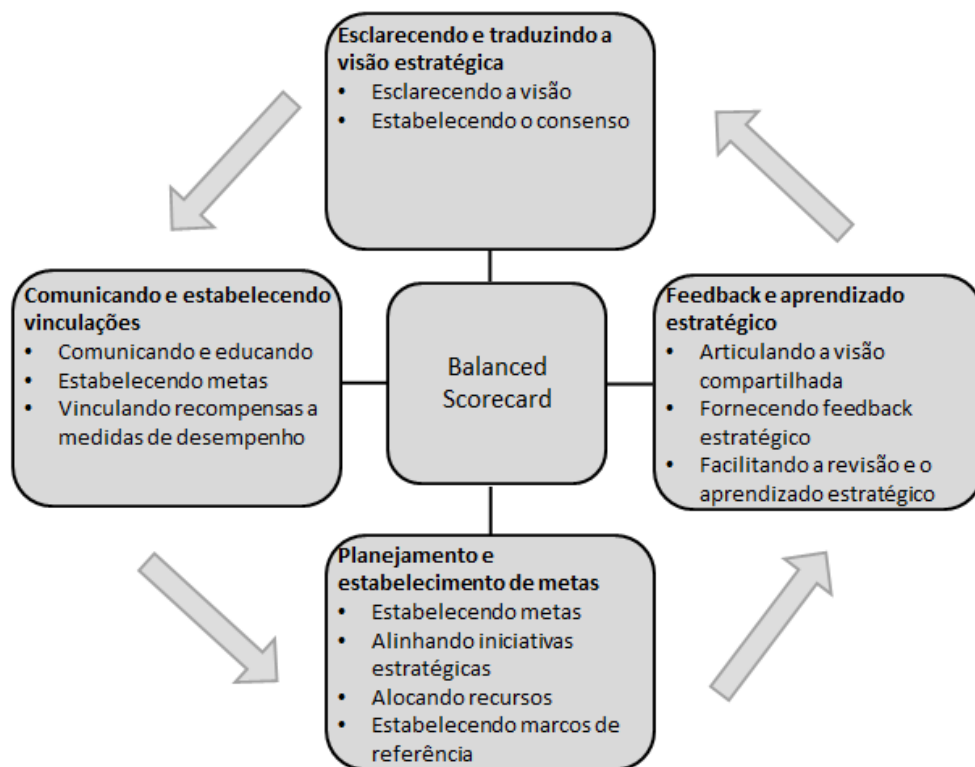 Esclarecendo e traduzindo a
visão estratégica
• Esclarecendo a visão
• Estabelecendo o consenso
Comunicando e estabelecendo
vinculações
• Comunicando e educando
• Estabelecendo metas
• Vinculando recompensas a
medidas de desempenho
Balanced
Scorecard
Feedback e aprendizado
estratégico
• Articulando a visão
compartilhada
• Fornecendo feedback
estratégico
• Facilitando a revisão e o
aprendizado estratégico
Planejamento e
estabelecimento de metas
• Estabelecendo metas
• Alinhando iniciativas
estratégicas
• Alocando recursos
• Estabelecendo marcos de
referência